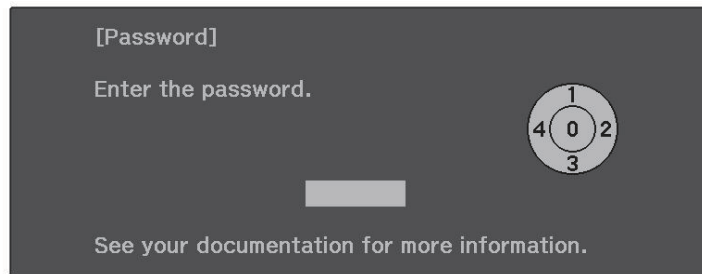 [Password]
Enter the password.
1
4 0 2
3
See your documentation for more information.